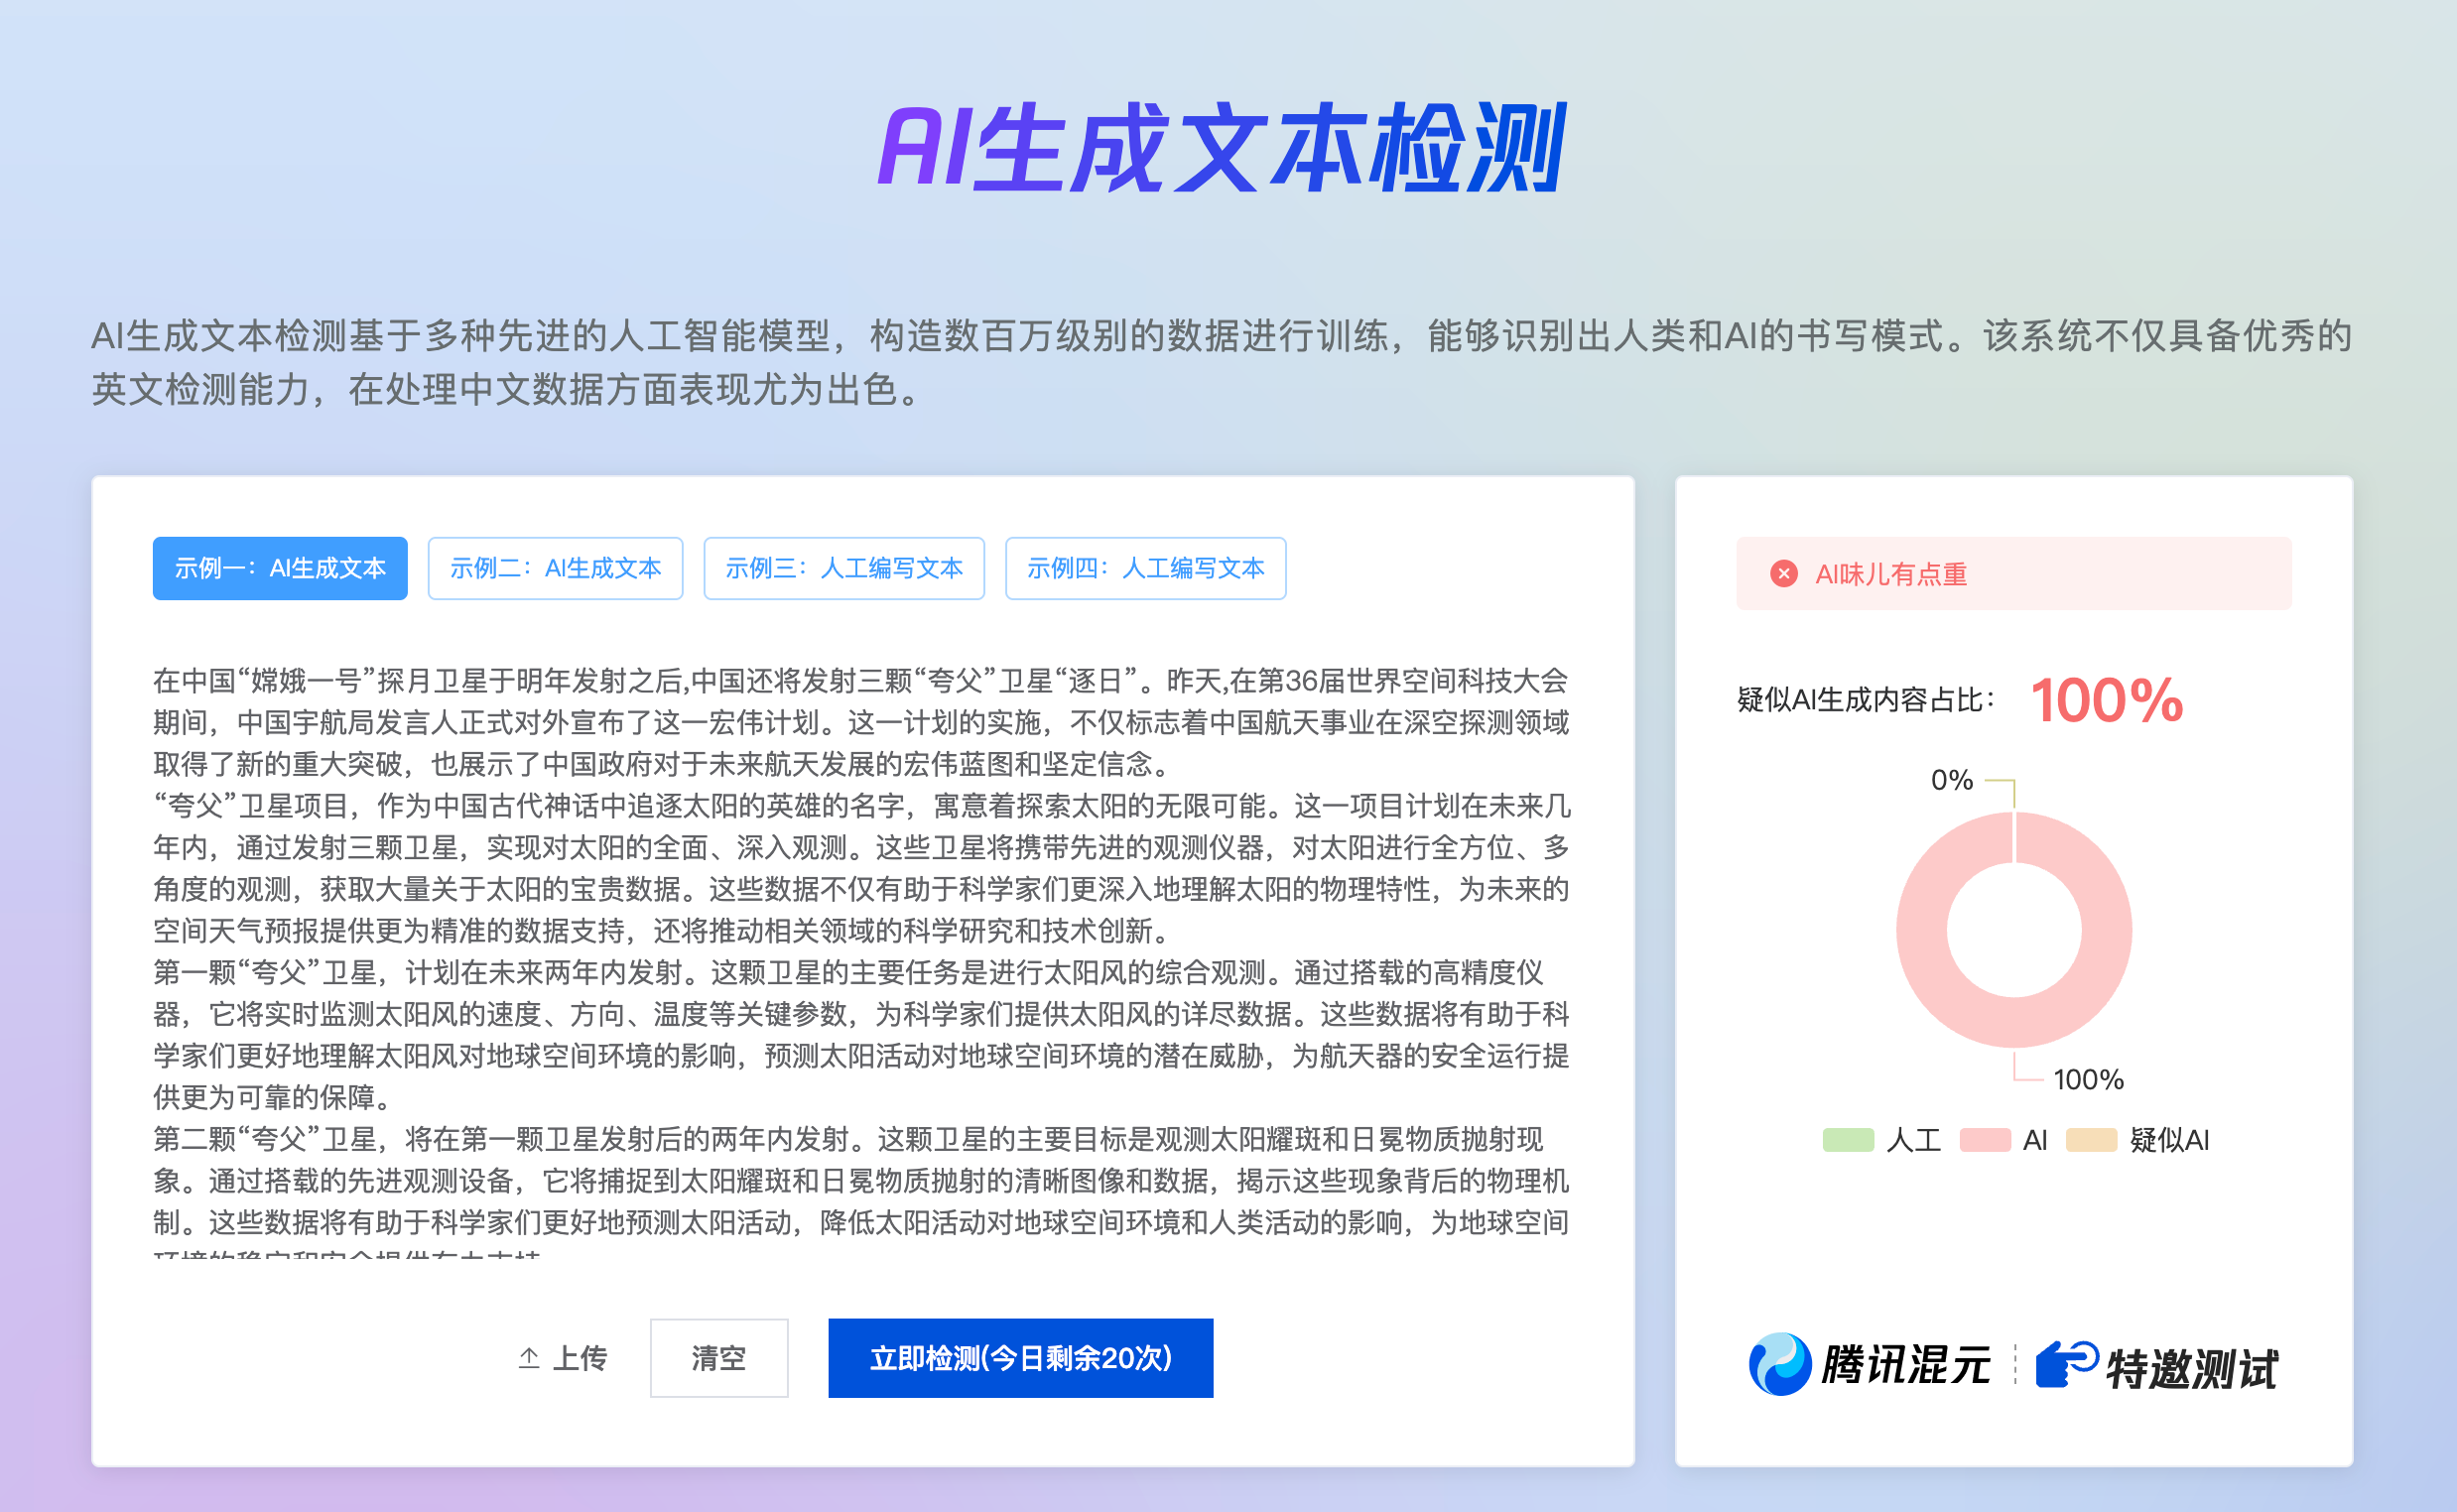 AI生成文本检测
AI生成文本检测基于多种先进的人工智能模型，构造数百万级别的数据进行训练，能够识别出人类和AI的书写模式。该系统不仅具备优秀的
英文检测能力，在处理中文数据方面表现尤为出色。
示例一：AI生成文本
示例二：AI生成文本
示例三：人工编写文本
示例四：人工编写文本
在中国“嫦娥一号”探月卫星于明年发射之后,中国还将发射三颗“夸父”卫星“逐日”。昨天,在第36届世界空间科技大会
期间，中国宇航局发言人正式对外宣布了这一宏伟计划。这一计划的实施，不仅标志着中国航天事业在深空探测领域
取得了新的重大突破，也展示了中国政府对于未来航天发展的宏伟蓝图和坚定信念。
“夸父”卫星项目，作为中国古代神话中追逐太阳的英雄的名字，寓意着探索太阳的无限可能。这一项目计划在未来几
年内，通过发射三颗卫星，实现对太阳的全面、深入观测。这些卫星将携带先进的观测仪器，对太阳进行全方位、多
角度的观测，获取大量关于太阳的宝贵数据。这些数据不仅有助于科学家们更深入地理解太阳的物理特性，为未来的
空间天气预报提供更为精准的数据支持，还将推动相关领域的科学研究和技术创新。
第一颗“夸父”卫星，计划在未来两年内发射。这颗卫星的主要任务是进行太阳风的综合观测。通过搭载的高精度仪
器，它将实时监测太阳风的速度、方向、温度等关键参数，为科学家们提供太阳风的详尽数据。这些数据将有助于科
学家们更好地理解太阳风对地球空间环境的影响，预测太阳活动对地球空间环境的潜在威胁，为航天器的安全运行提
供更为可靠的保障。
第二颗“夸父”卫星，将在第一颗卫星发射后的两年内发射。这颗卫星的主要目标是观测太阳耀斑和日冕物质抛射现
象。通过搭载的先进观测设备，它将捕捉到太阳耀斑和日冕物质抛射的清晰图像和数据，揭示这些现象背后的物理机
制。这些数据将有助于科学家们更好地预测太阳活动，降低太阳活动对地球空间环境和人类活动的影响，为地球空间
上传
清空
立即检测(今日剩余20次)
AI味儿有点重
疑似AI生成内容占比：
100%
0%
100%
人工
AI
疑似AI
腾讯混元
特邀测试